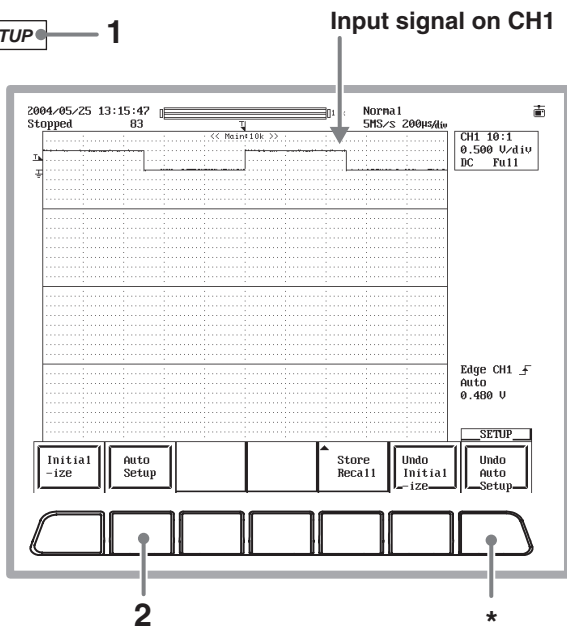 Input signal on CH1
TUP
1
2004/05/25 13:15:47
Normal
Stopped 83
5MS/s 200µs/div
<< Main:10k >>
CH1 10:1
0.500 V/div
DC Full
T
Edge CH1
Auto
0.480 V
SETUP
Initial
-ize
Auto
Setup
Store
Recall
Undo
Initial
-ize
Undo
Auto
Setup
2
*